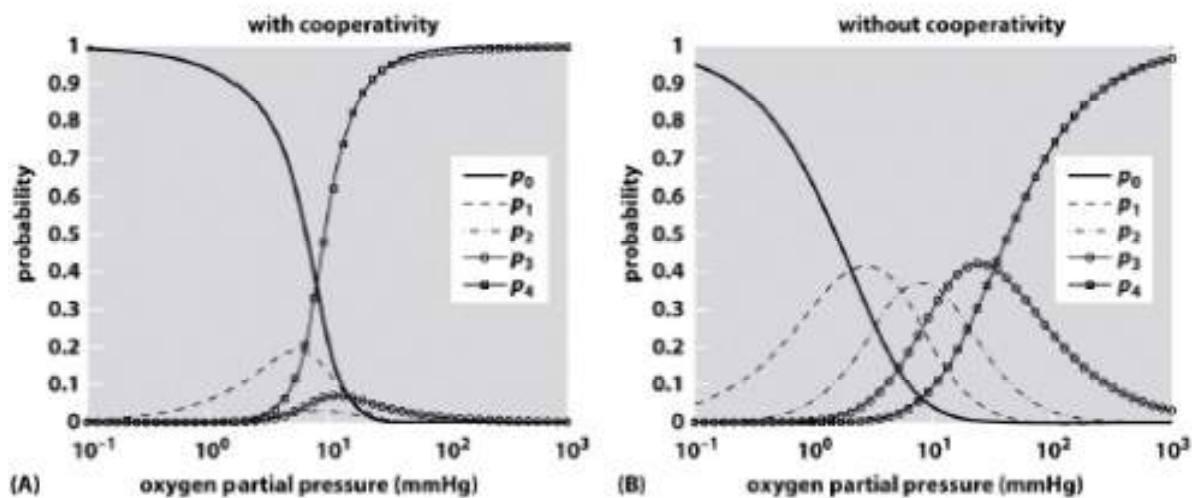 with cooperativity
1
0.9
0.8
0.7
0.6
0.5
0.4
0.3
0.2
0.1
0
probability
p₀
p₁
p₂
p₃
p₄
10⁻¹ 10⁰ 10¹ 10² 10³
(A) oxygen partial pressure (mmHg)
without cooperativity
1
0.9
0.8
0.7
0.6
0.5
0.4
0.3
0.2
0.1
0
probability
p₀
p₁
p₂
p₃
p₄
10⁻¹ 10⁰ 10¹ 10² 10³
(B) oxygen partial pressure (mmHg)